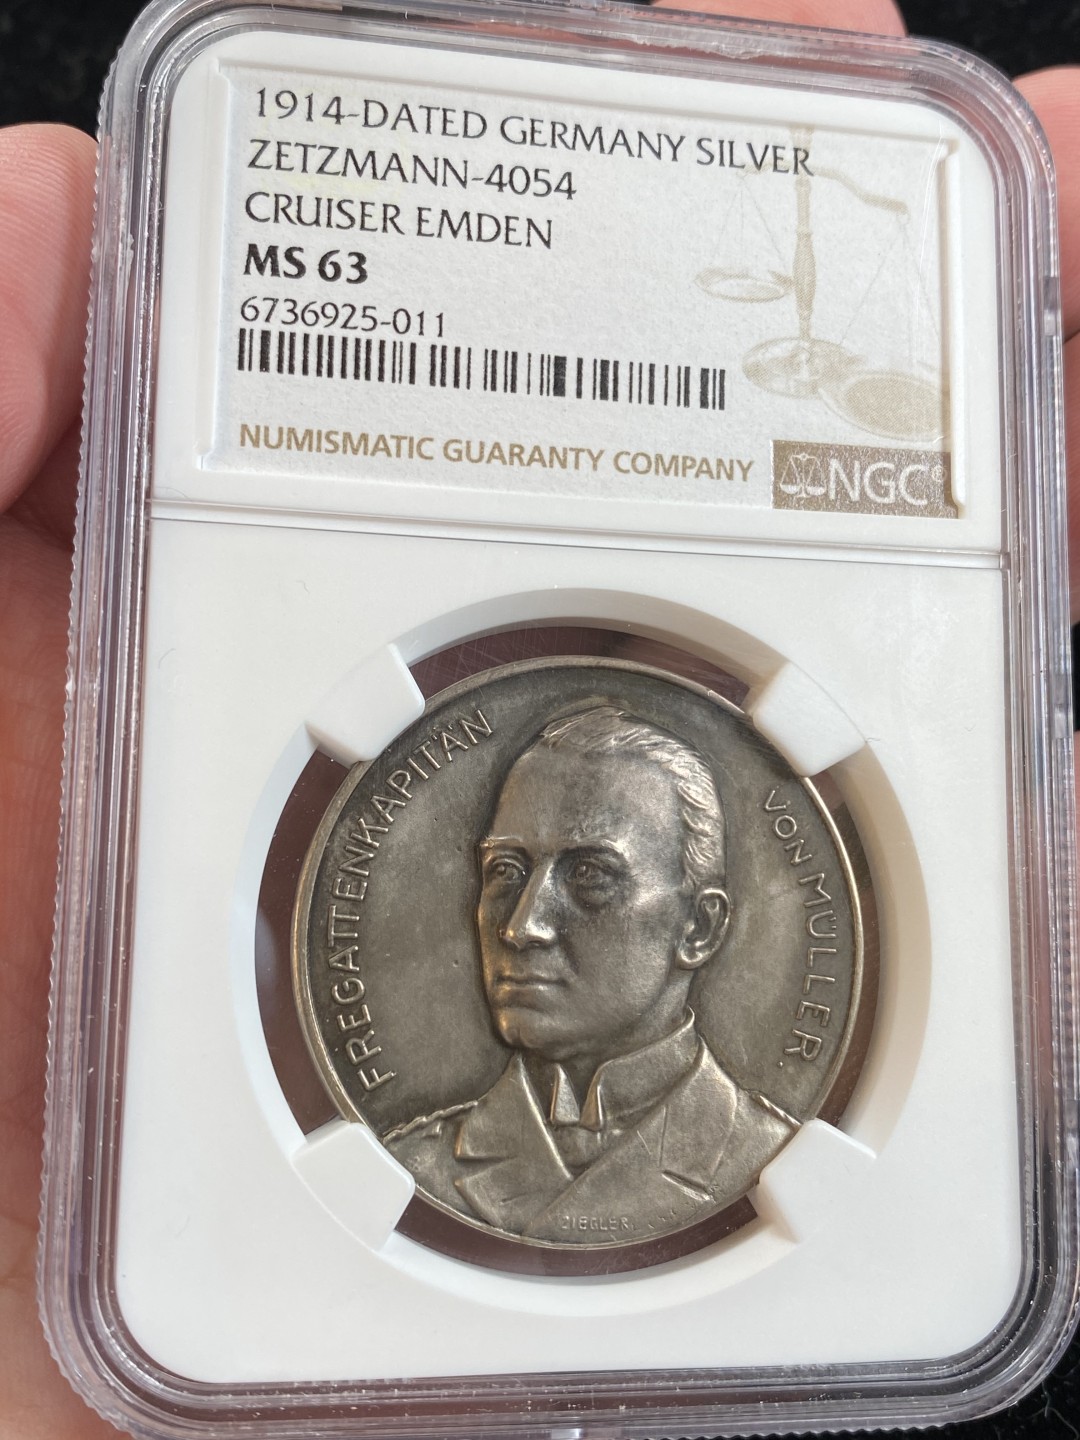 1914-DATED GERMANY SILVER
ZETZMANN-4054
CRUISER EMDEN
MS 63
6736925-011
NUMISMATIC GUARANTY COMPANY
NGC®
FREGATTENKAPITÄN
VON MÜLLER.
ZIEGLER